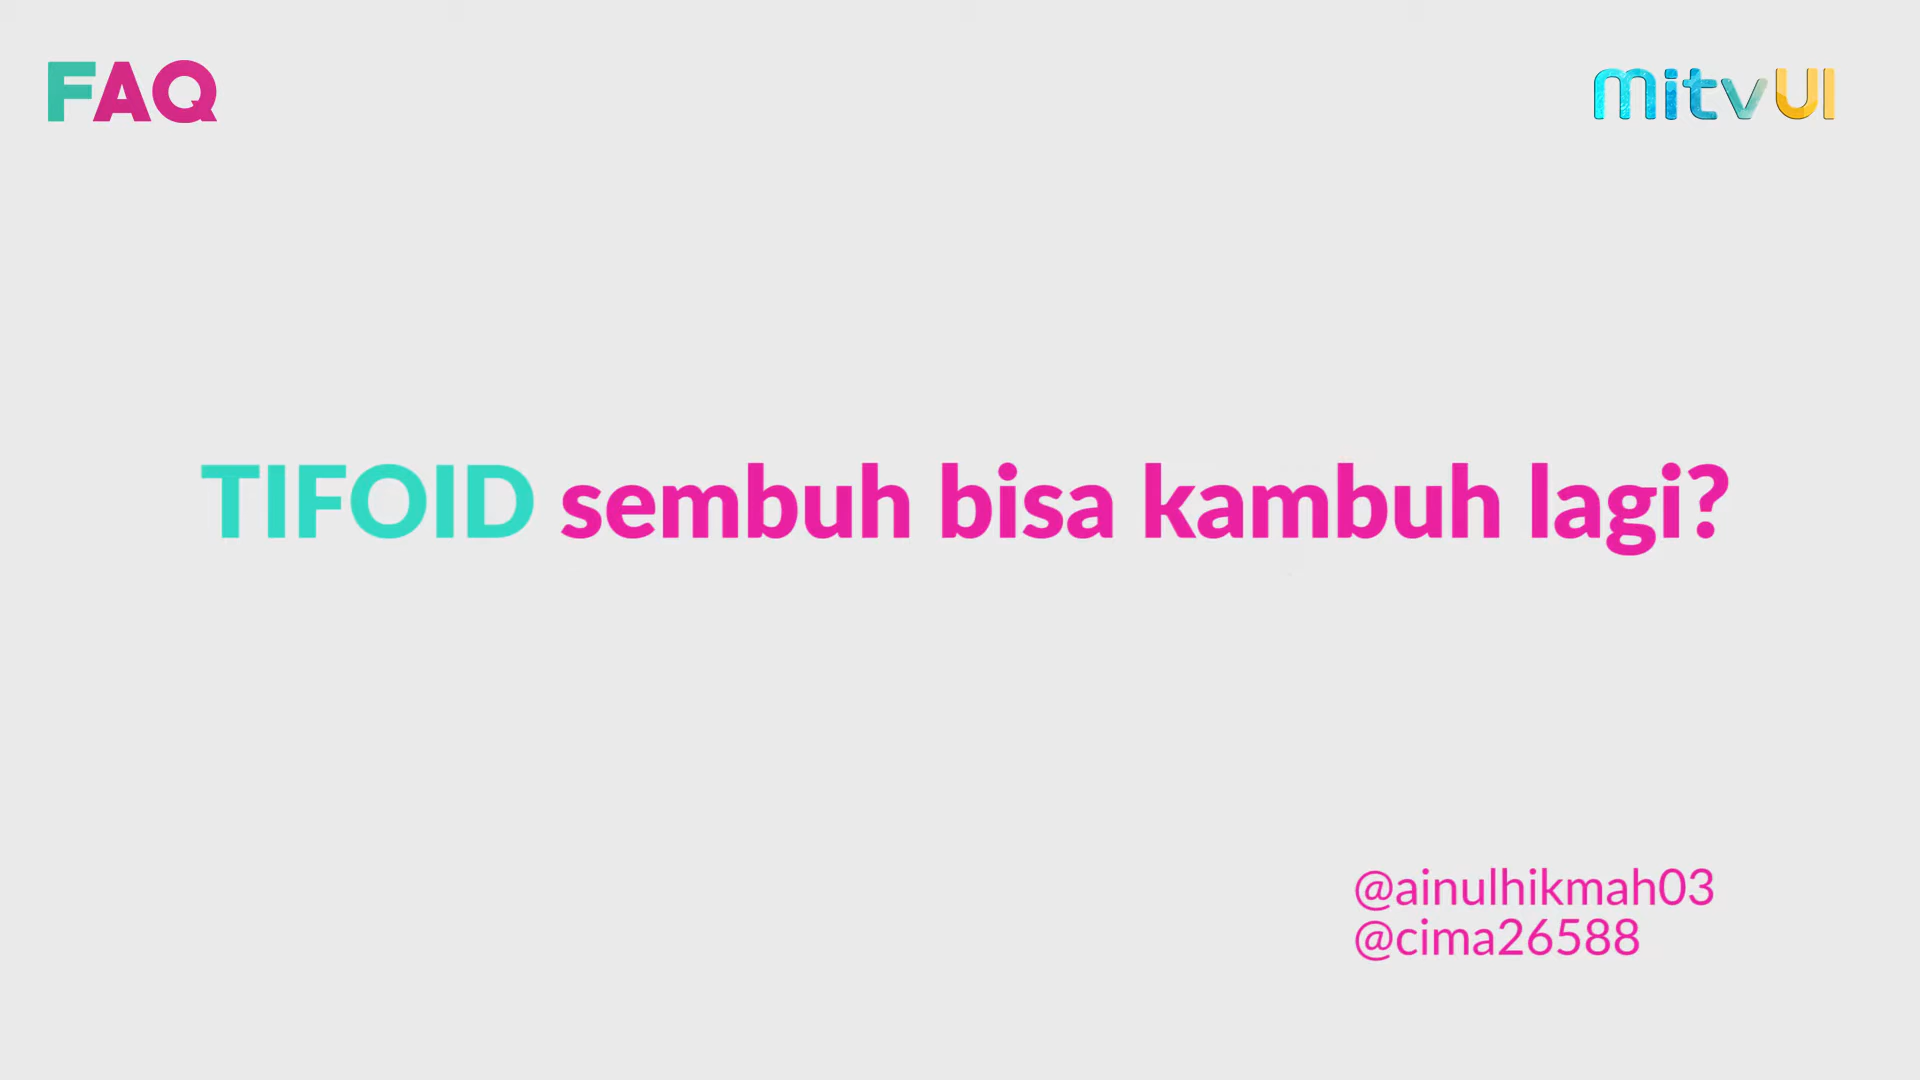 FAQ
mitvUI
TIFOID sembuh bisa kambuh lagi?
@ainulhikmah03
@cima26588